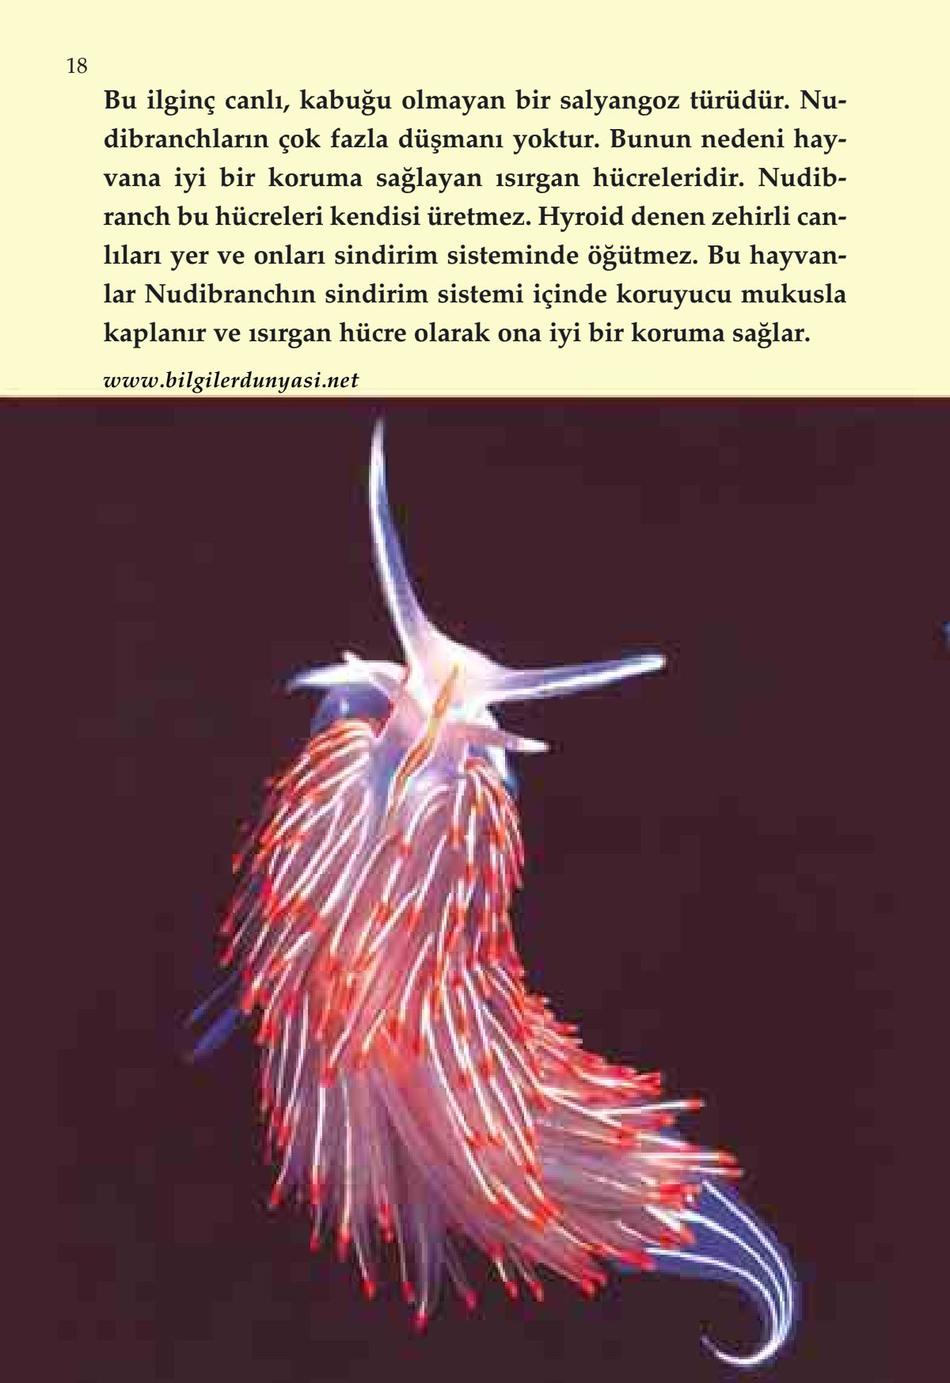 18
Bu ilginç canlı, kabuğu olmayan bir salyangoz türüdür. Nu-
dibranchların çok fazla düşmanı yoktur. Bunun nedeni hay-
vana iyi bir koruma sağlayan ısırgan hücreleridir. Nudib-
ranch bu hücreleri kendisi üretmez. Hyroid denen zehirli can-
lıları yer ve onları sindirim sisteminde öğütmez. Bu hayvan-
lar Nudibranchın sindirim sistemi içinde koruyucu mukusla
kaplanır ve ısırgan hücre olarak ona iyi bir koruma sağlar.
www.bilgilerdunyasi.net